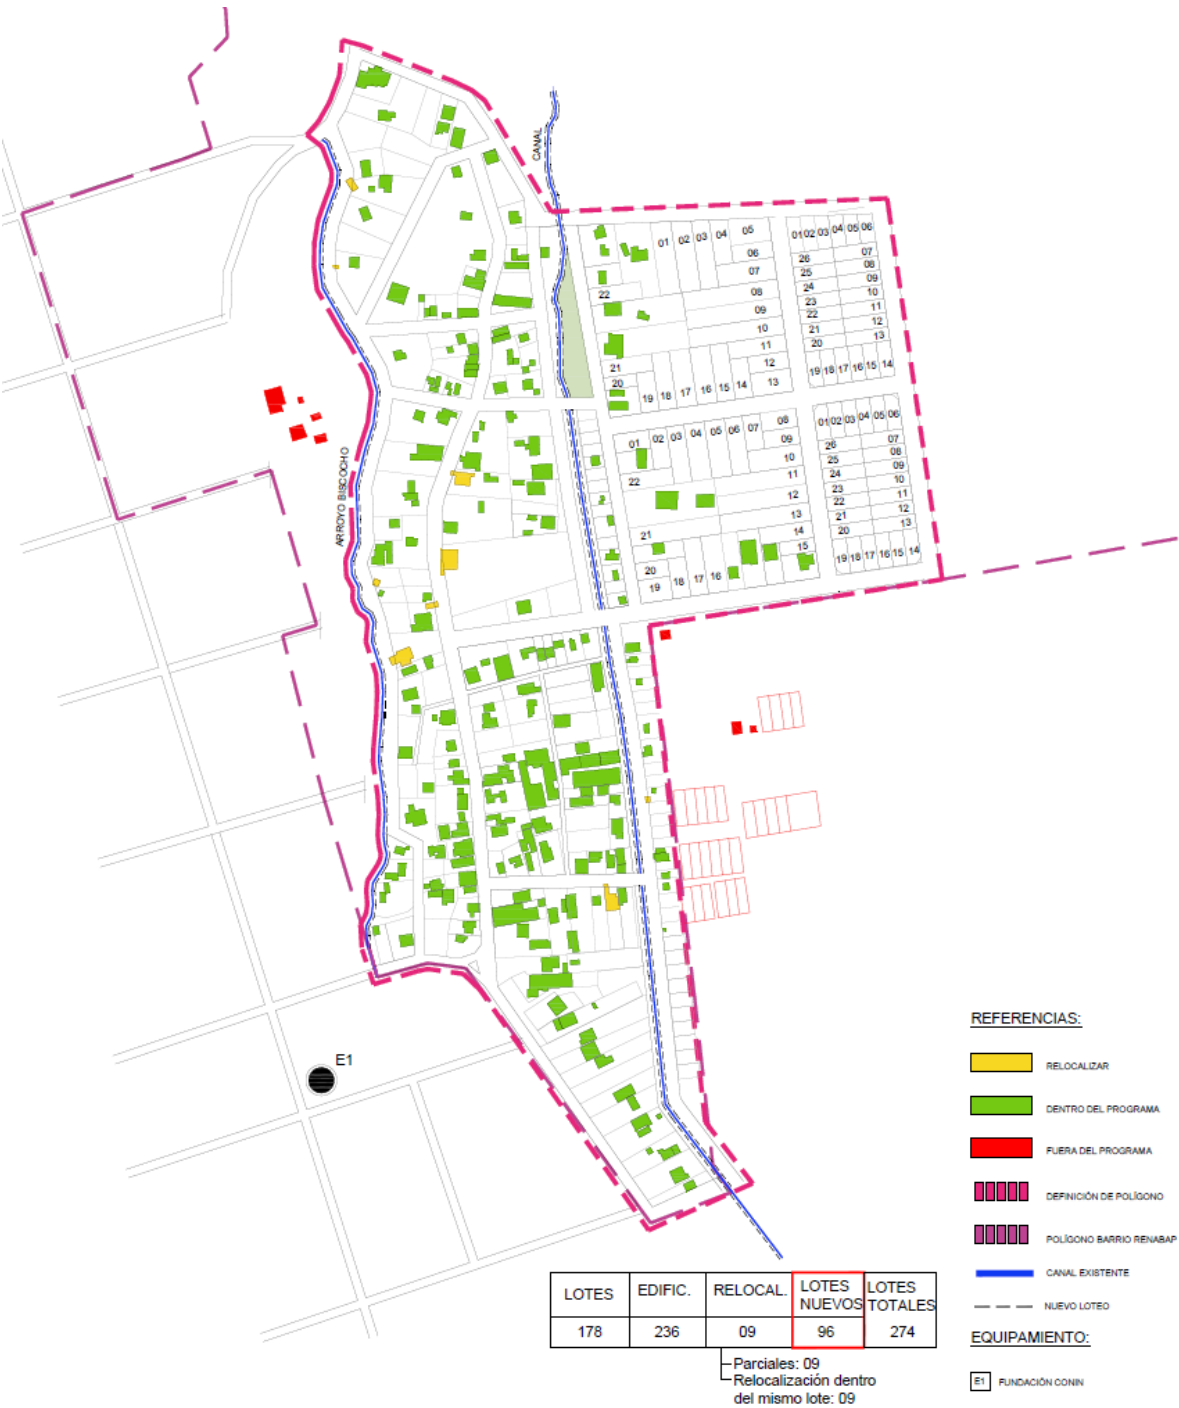 CANAL
ARROYO BISCOCHO
01 02 03 04 05
06
07
08
09
10
11
12
13
22
21
20
19 18 17 16 15 14
01 02 03 04 05 06
26 07
25 08
24 09
23 10
22 11
21 12
20 13
19 18 17 16 15 14
01 02 03 04 05 06 07 08
09
10
11
12
13
14
15
22
21
20
19 18 17 16
01 02 03 04 05 06
26 07
25 08
24 09
23 10
22 11
21 12
20 13
19 18 17 16 15 14
E1
REFERENCIAS:
RELOCALIZAR
DENTRO DEL PROGRAMA
FUERA DEL PROGRAMA
DEFINICIÓN DE POLÍGONO
POLÍGONO BARRIO RENABAP
CANAL EXISTENTE
NUEVO LOTEO
EQUIPAMIENTO:
E1 FUNDACIÓN CONIN
LOTES EDIFIC. RELOCAL. LOTES NUEVOS LOTES TOTALES
178 236 09 96 274
Parciales: 09
Relocalización dentro
del mismo lote: 09